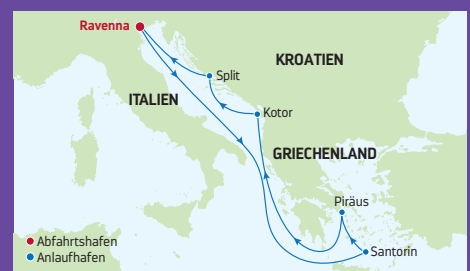 Ravenna
KROATIEN
Split
ITALIEN
Kotor
GRIECHENLAND
Piräus
Santorin
Abfahrtshafen
Anlaufhafen